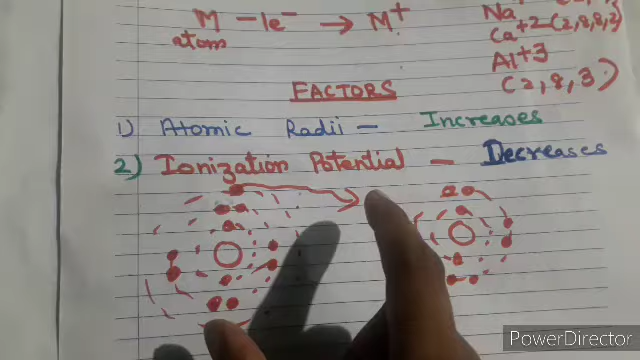 M - 1e⁻ → M⁺
atom
Na
Ca+2-(2,8,8,2)
Al+3
(2,8,3)
FACTORS
1) Atomic Radii - Increases
2) Ionization Potential - Decreases
PowerDirector